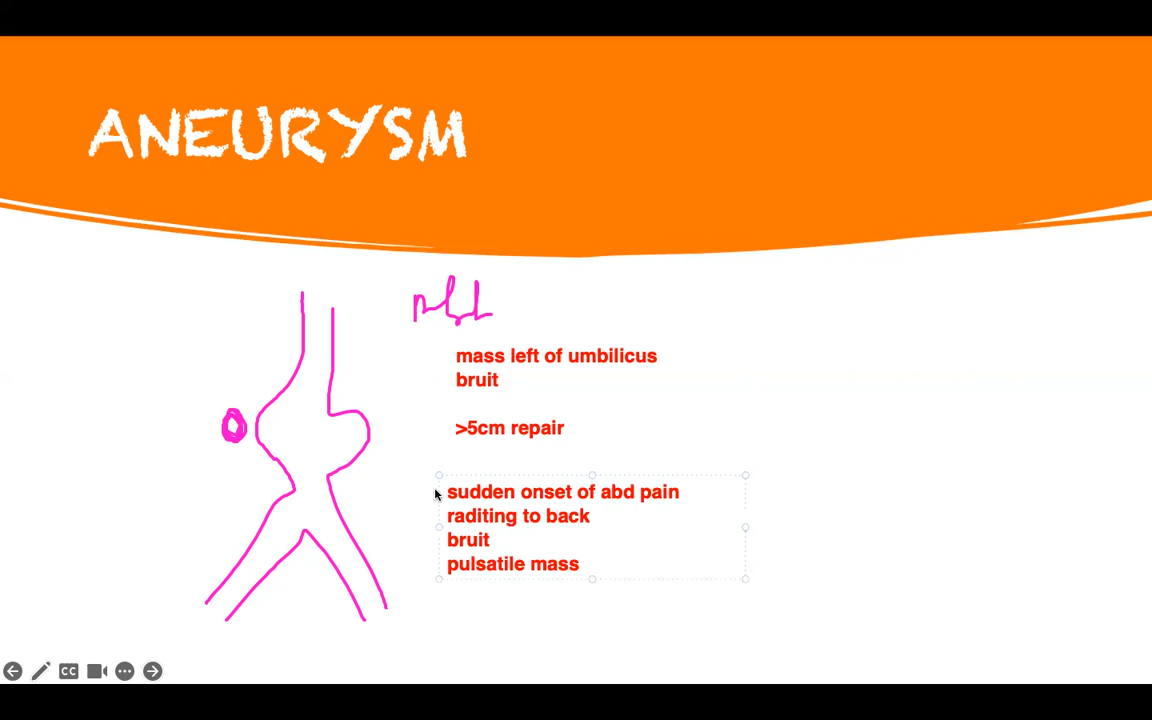 ANEURYSM
mass left of umbilicus
bruit
>5cm repair
sudden onset of abd pain
raditing to back
bruit
pulsatile mass
CC